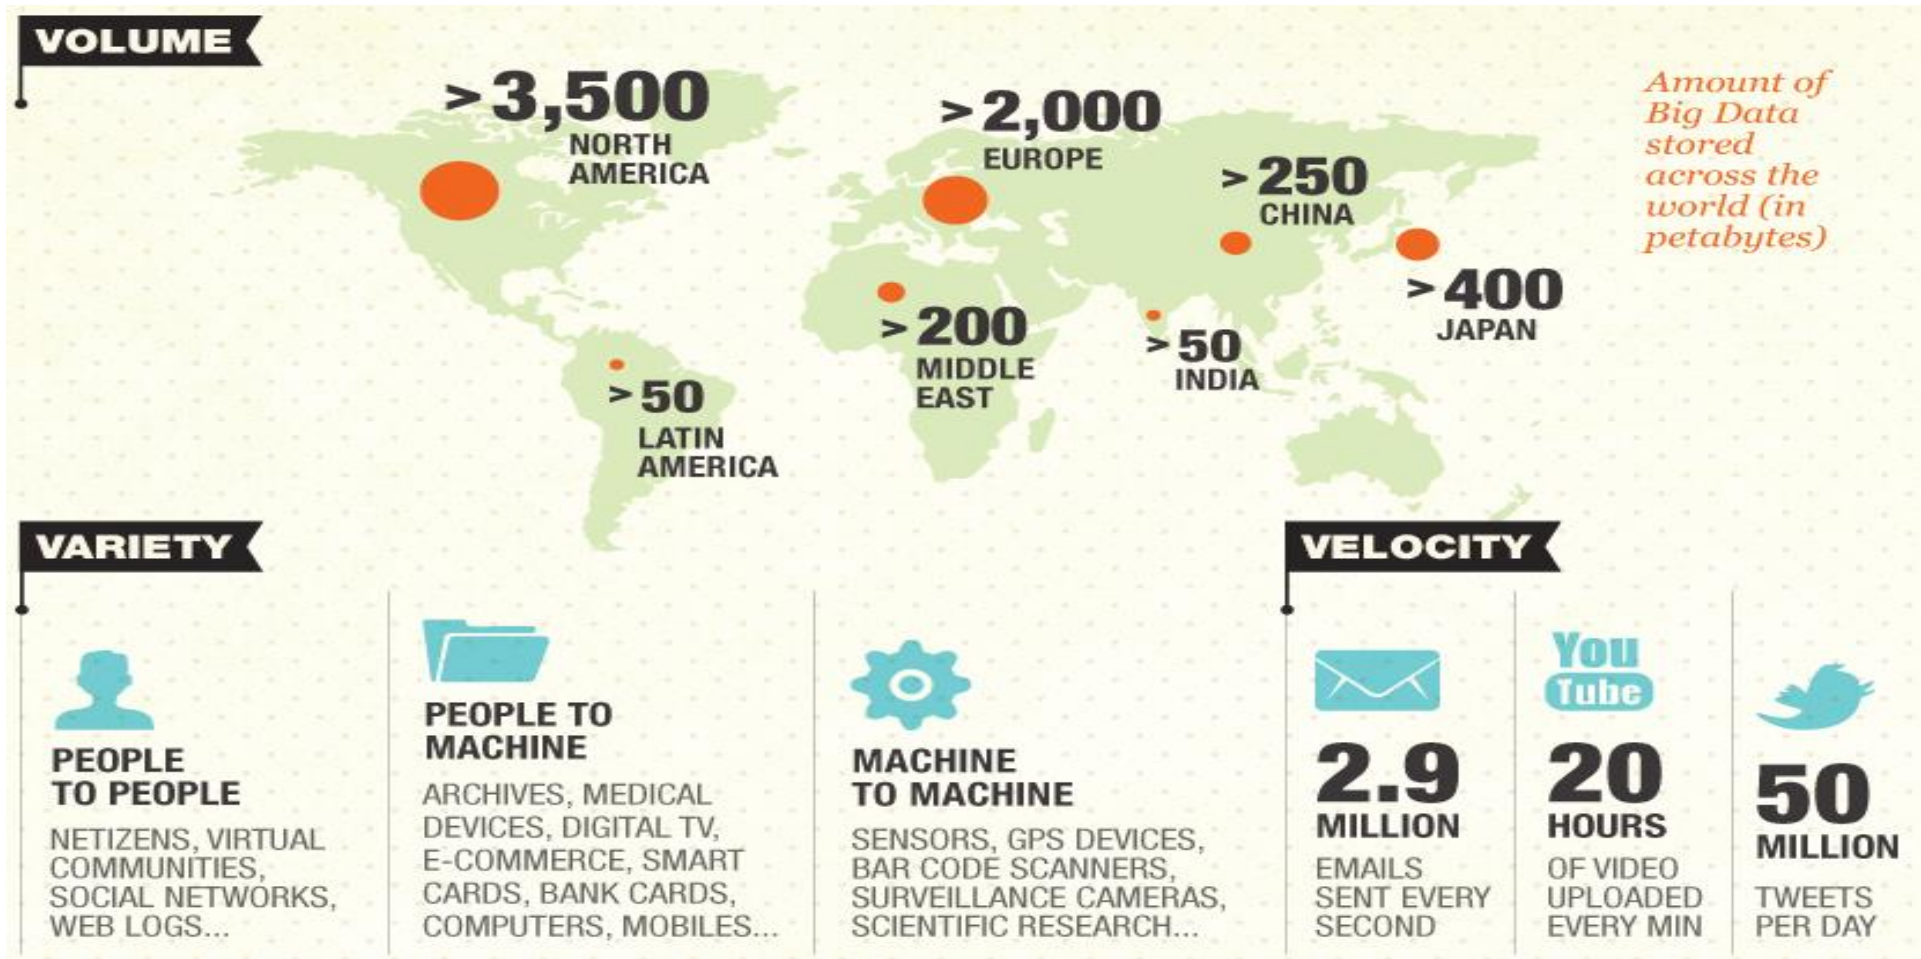 VOLUME
> 3,500
NORTH
AMERICA
> 2,000
EUROPE
> 250
CHINA
> 400
JAPAN
> 200
MIDDLE
EAST
> 50
INDIA
> 50
LATIN
AMERICA
Amount of
Big Data
stored
across the
world (in
petabytes)
VARIETY
PEOPLE
TO PEOPLE
NETIZENS, VIRTUAL
COMMUNITIES,
SOCIAL NETWORKS,
WEB LOGS...
PEOPLE TO
MACHINE
ARCHIVES, MEDICAL
DEVICES, DIGITAL TV,
E-COMMERCE, SMART
CARDS, BANK CARDS,
COMPUTERS, MOBILES...
MACHINE
TO MACHINE
SENSORS, GPS DEVICES,
BAR CODE SCANNERS,
SURVEILLANCE CAMERAS,
SCIENTIFIC RESEARCH...
VELOCITY
2.9
MILLION
EMAILS
SENT EVERY
SECOND
You
Tube
20
HOURS
OF VIDEO
UPLOADED
EVERY MIN
50
MILLION
TWEETS
PER DAY